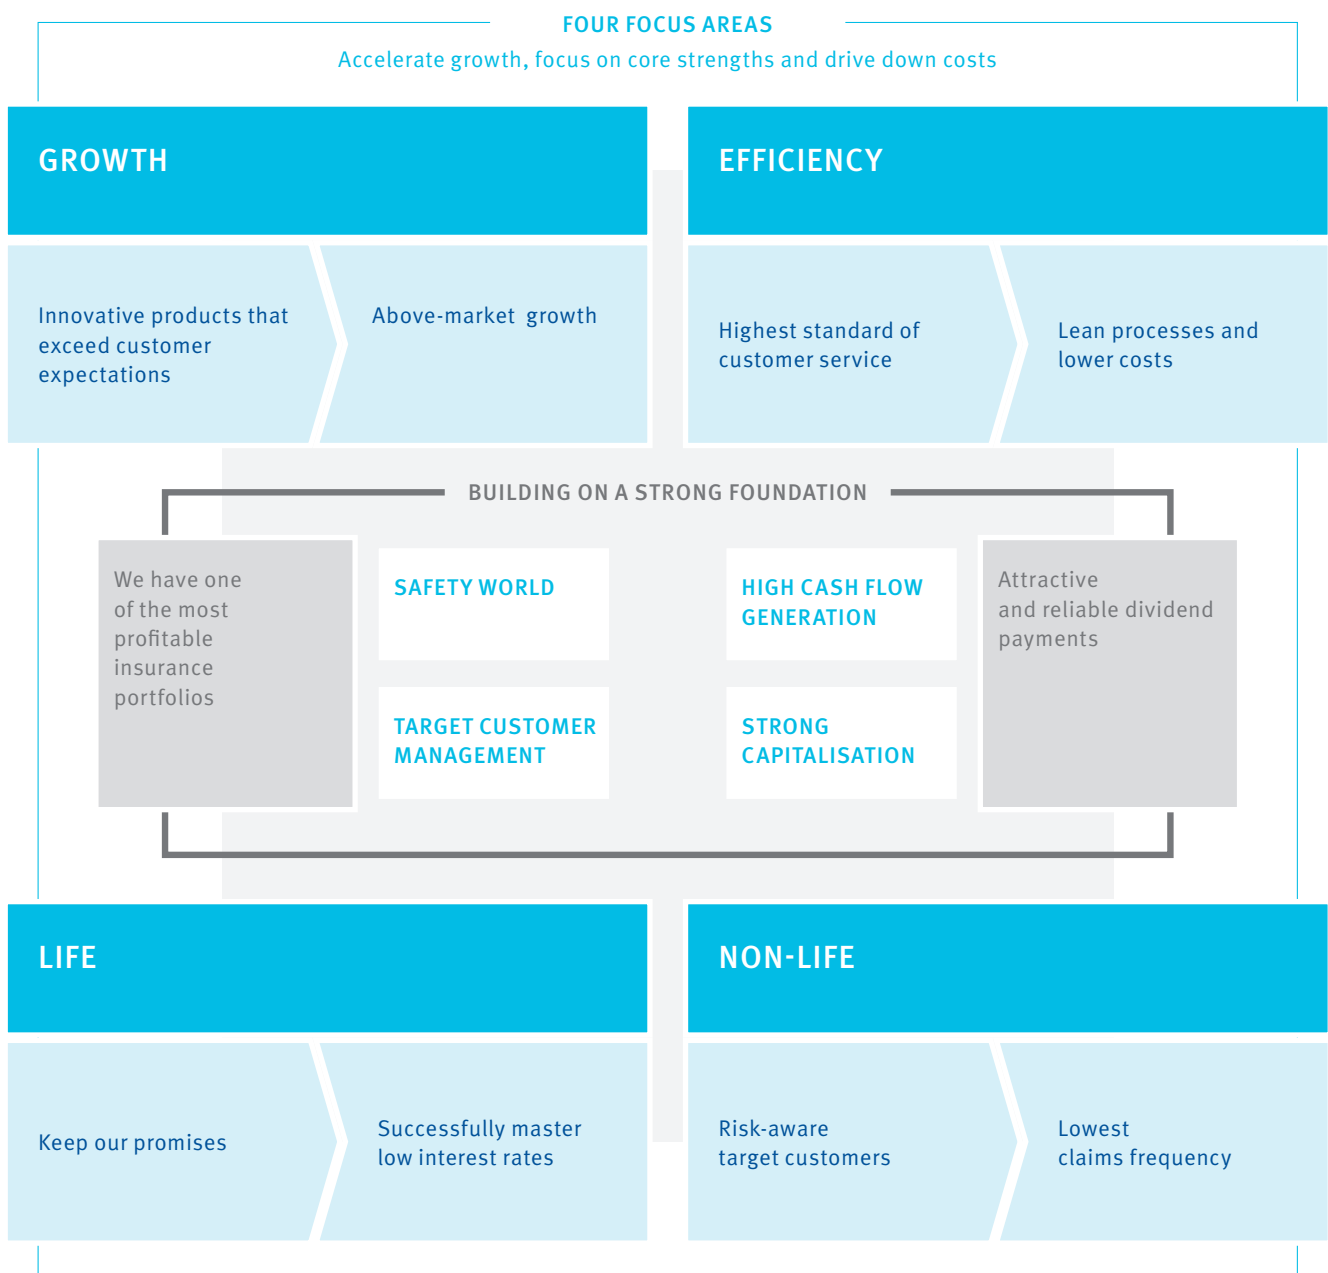 FOUR FOCUS AREAS
Accelerate growth, focus on core strengths and drive down costs
GROWTH
Innovative products that
exceed customer
expectations
Above-market growth
EFFICIENCY
Highest standard of
customer service
Lean processes and
lower costs
BUILDING ON A STRONG FOUNDATION
We have one
of the most
profitable
insurance
portfolios
SAFETY WORLD
TARGET CUSTOMER
MANAGEMENT
HIGH CASH FLOW
GENERATION
STRONG
CAPITALISATION
Attractive
and reliable dividend
payments
LIFE
Keep our promises
Successfully master
low interest rates
NON-LIFE
Risk-aware
target customers
Lowest
claims frequency